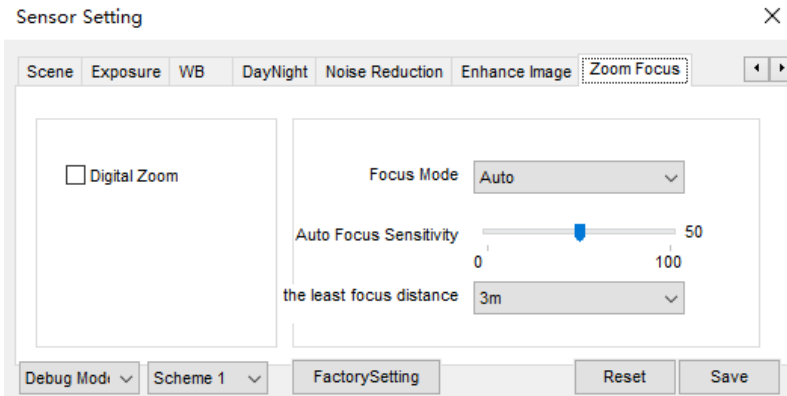 Sensor Setting
Scene Exposure WB DayNight Noise Reduction Enhance Image Zoom Focus
Digital Zoom
Focus Mode Auto
Auto Focus Sensitivity 50
0 100
the least focus distance 3m
Debug Mode Scheme 1 FactorySetting Reset Save